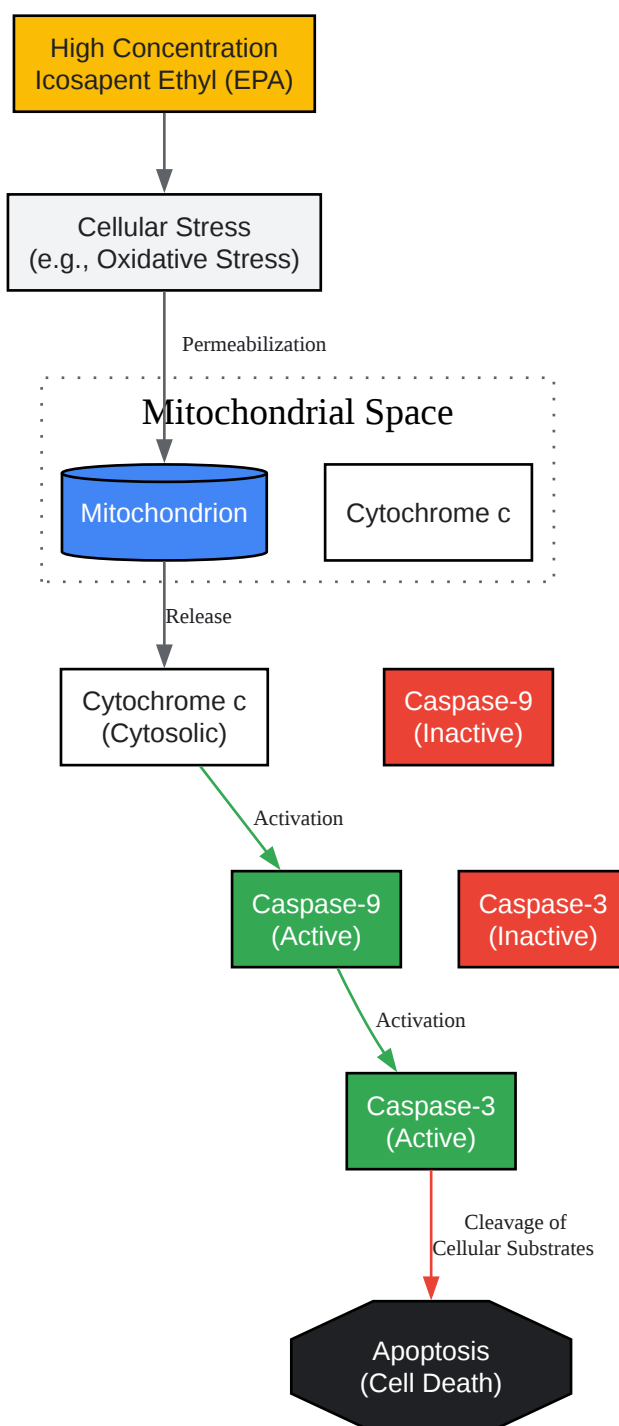 High Concentration
Icosapent Ethyl (EPA)
Cellular Stress
(e.g., Oxidative Stress)
Permeabilization
Mitochondrial Space
Mitochondrion
Cytochrome c
Release
Cytochrome c
(Cytosolic)
Caspase-9
(Inactive)
Activation
Caspase-9
(Active)
Caspase-3
(Inactive)
Activation
Caspase-3
(Active)
Cleavage of
Cellular Substrates
Apoptosis
(Cell Death)